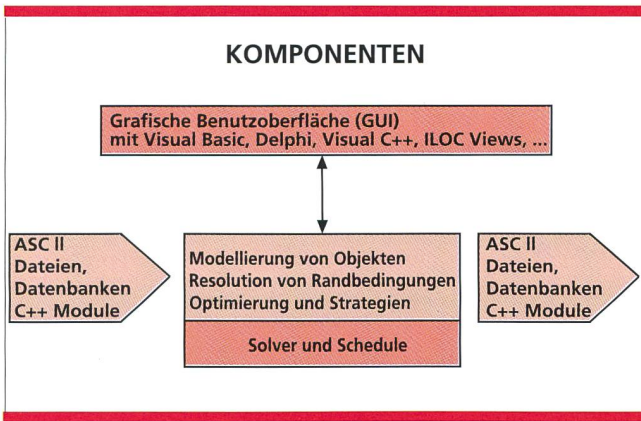 KOMPONENTEN
Grafische Benutzoberfläche (GUI)
mit Visual Basic, Delphi, Visual C++, ILOC Views, ...
ASC II
Dateien,
Datenbanken
C++ Module
Modellierung von Objekten
Resolution von Randbedingungen
Optimierung und Strategien
Solver und Schedule
ASC II
Dateien,
Datenbanken
C++ Module